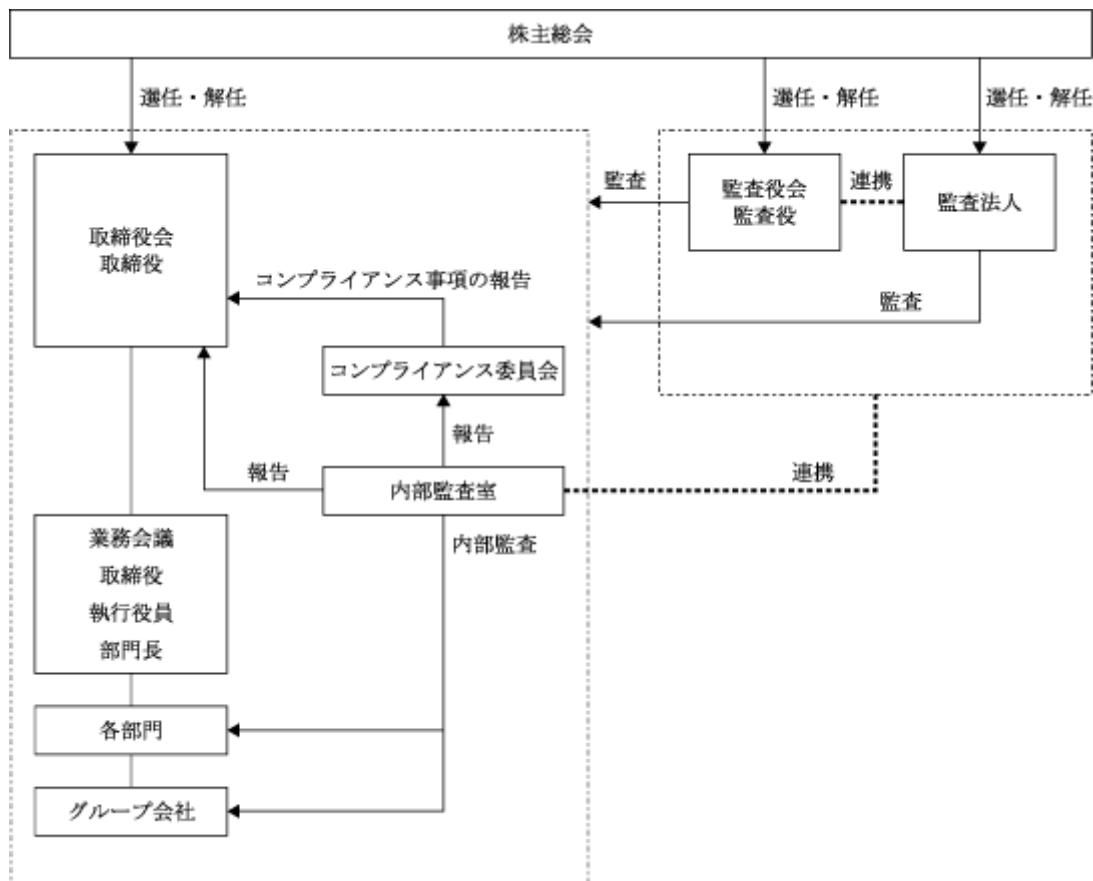 株主総会
選任・解任
選任・解任
選任・解任
取締役会
取締役
監査
監査役会
監査役
連携
監査法人
コンプライアンス事項の報告
監査
コンプライアンス委員会
報告
報告
内部監査室
連携
内部監査
業務会議
取締役
執行役員
部門長
各部門
グループ会社